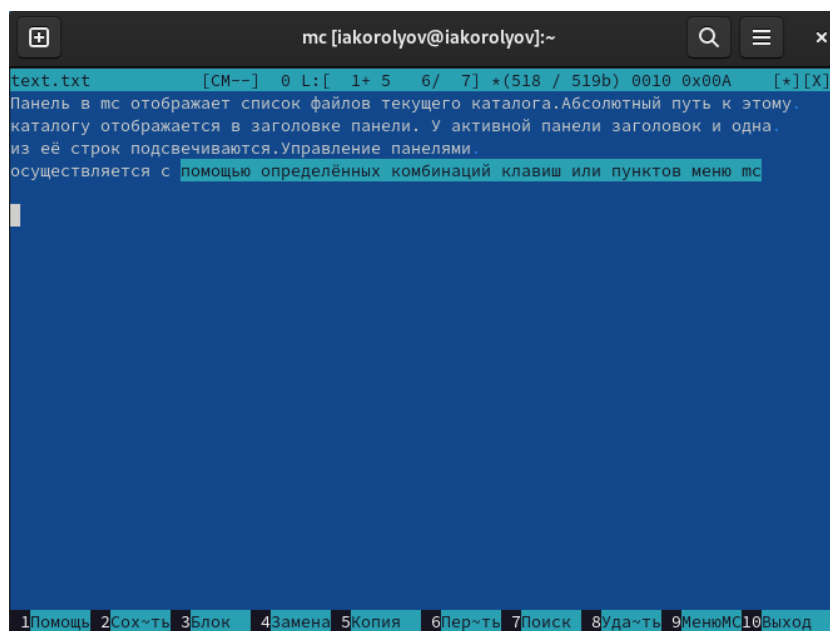 mc [iakorolyov@iakorolyov]:~
text.txt [CM--] 0 L:[ 1+ 5 6/ 7] *(518 / 519b) 0010 0x00A [*][X]
Панель в mc отображает список файлов текущего каталога.Абсолютный путь к этому.
каталогу отображается в заголовке панели. У активной панели заголовок и одна.
из её строк подсвечиваются.Управление панелями.
осуществляется с помощью определённых комбинаций клавиш или пунктов меню mc
1Помощь 2Сох~ть 3Блок 4Замена 5Копия 6Пер~ть 7Поиск 8Уда~ть 9МенюMC 10Выход